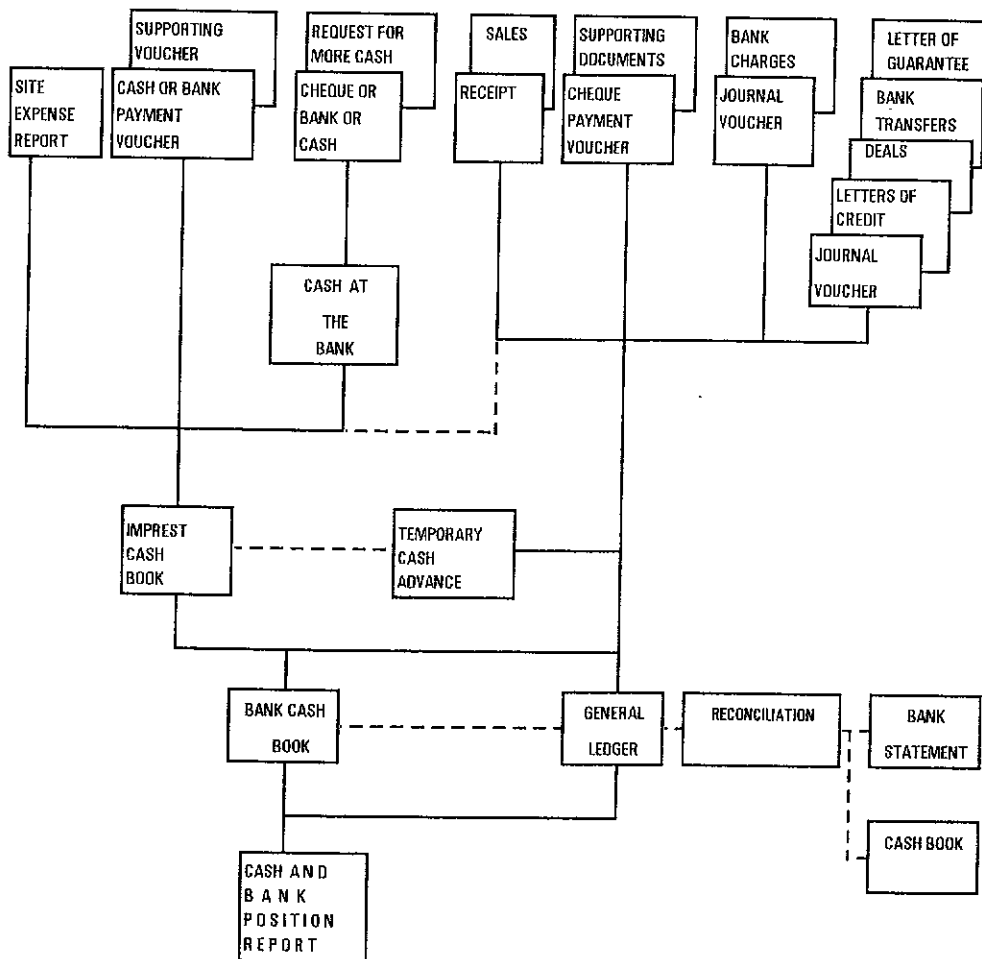 SUPPORTING
VOUCHER
REQUEST FOR
MORE CASH
SALES
SUPPORTING
DOCUMENTS
BANK
CHARGES
LETTER OF
GUARANTEE
SITE
EXPENSE
REPORT
CASH OR BANK
PAYMENT
VOUCHER
CHEQUE OR
BANK OR
CASH
RECEIPT
CHEQUE
PAYMENT
VOUCHER
JOURNAL
VOUCHER
BANK
TRANSFERS
DEALS
LETTERS OF
CREDIT
JOURNAL
VOUCHER
CASH AT
THE
BANK
IMPREST
CASH
BOOK
TEMPORARY
CASH
ADVANCE
BANK CASH
BOOK
GENERAL
LEDGER
RECONCILIATION
BANK
STATEMENT
CASH BOOK
CASH AND
BANK
POSITION
REPORT